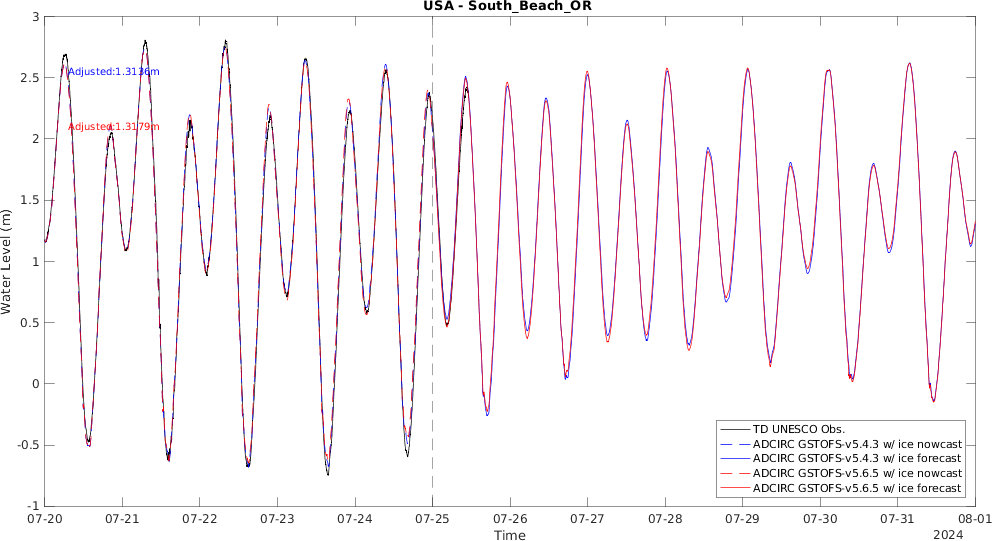 USA - South_Beach_OR
3
2.5
2
1.5
1
0.5
0
-0.5
-1
Water Level (m)
Adjusted:1.3136m
Adjusted:1.3179m
TD UNESCO Obs.
ADCIRC GSTOFS-v5.4.3 w/ ice nowcast
ADCIRC GSTOFS-v5.4.3 w/ ice forecast
ADCIRC GSTOFS-v5.6.5 w/ ice nowcast
ADCIRC GSTOFS-v5.6.5 w/ ice forecast
07-20 07-21 07-22 07-23 07-24 07-25 07-26 07-27 07-28 07-29 07-30 07-31 08-01
Time
2024